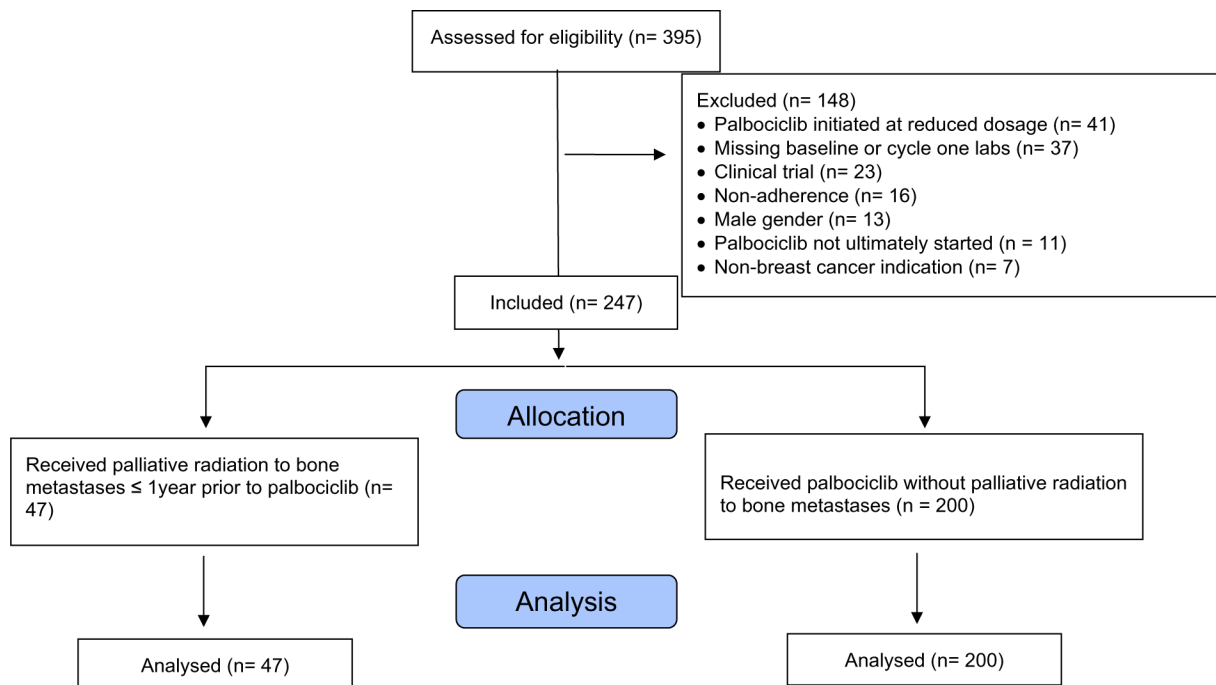 Assessed for eligibility (n= 395)
Excluded (n= 148)
• Palbociclib initiated at reduced dosage (n= 41)
• Missing baseline or cycle one labs (n= 37)
• Clinical trial (n= 23)
• Non-adherence (n= 16)
• Male gender (n= 13)
• Palbociclib not ultimately started (n = 11)
• Non-breast cancer indication (n= 7)
Included (n= 247)
Allocation
Received palliative radiation to bone
metastases ≤ 1year prior to palbociclib (n=
47)
Received palbociclib without palliative radiation
to bone metastases (n = 200)
Analysis
Analysed (n= 47)
Analysed (n= 200)